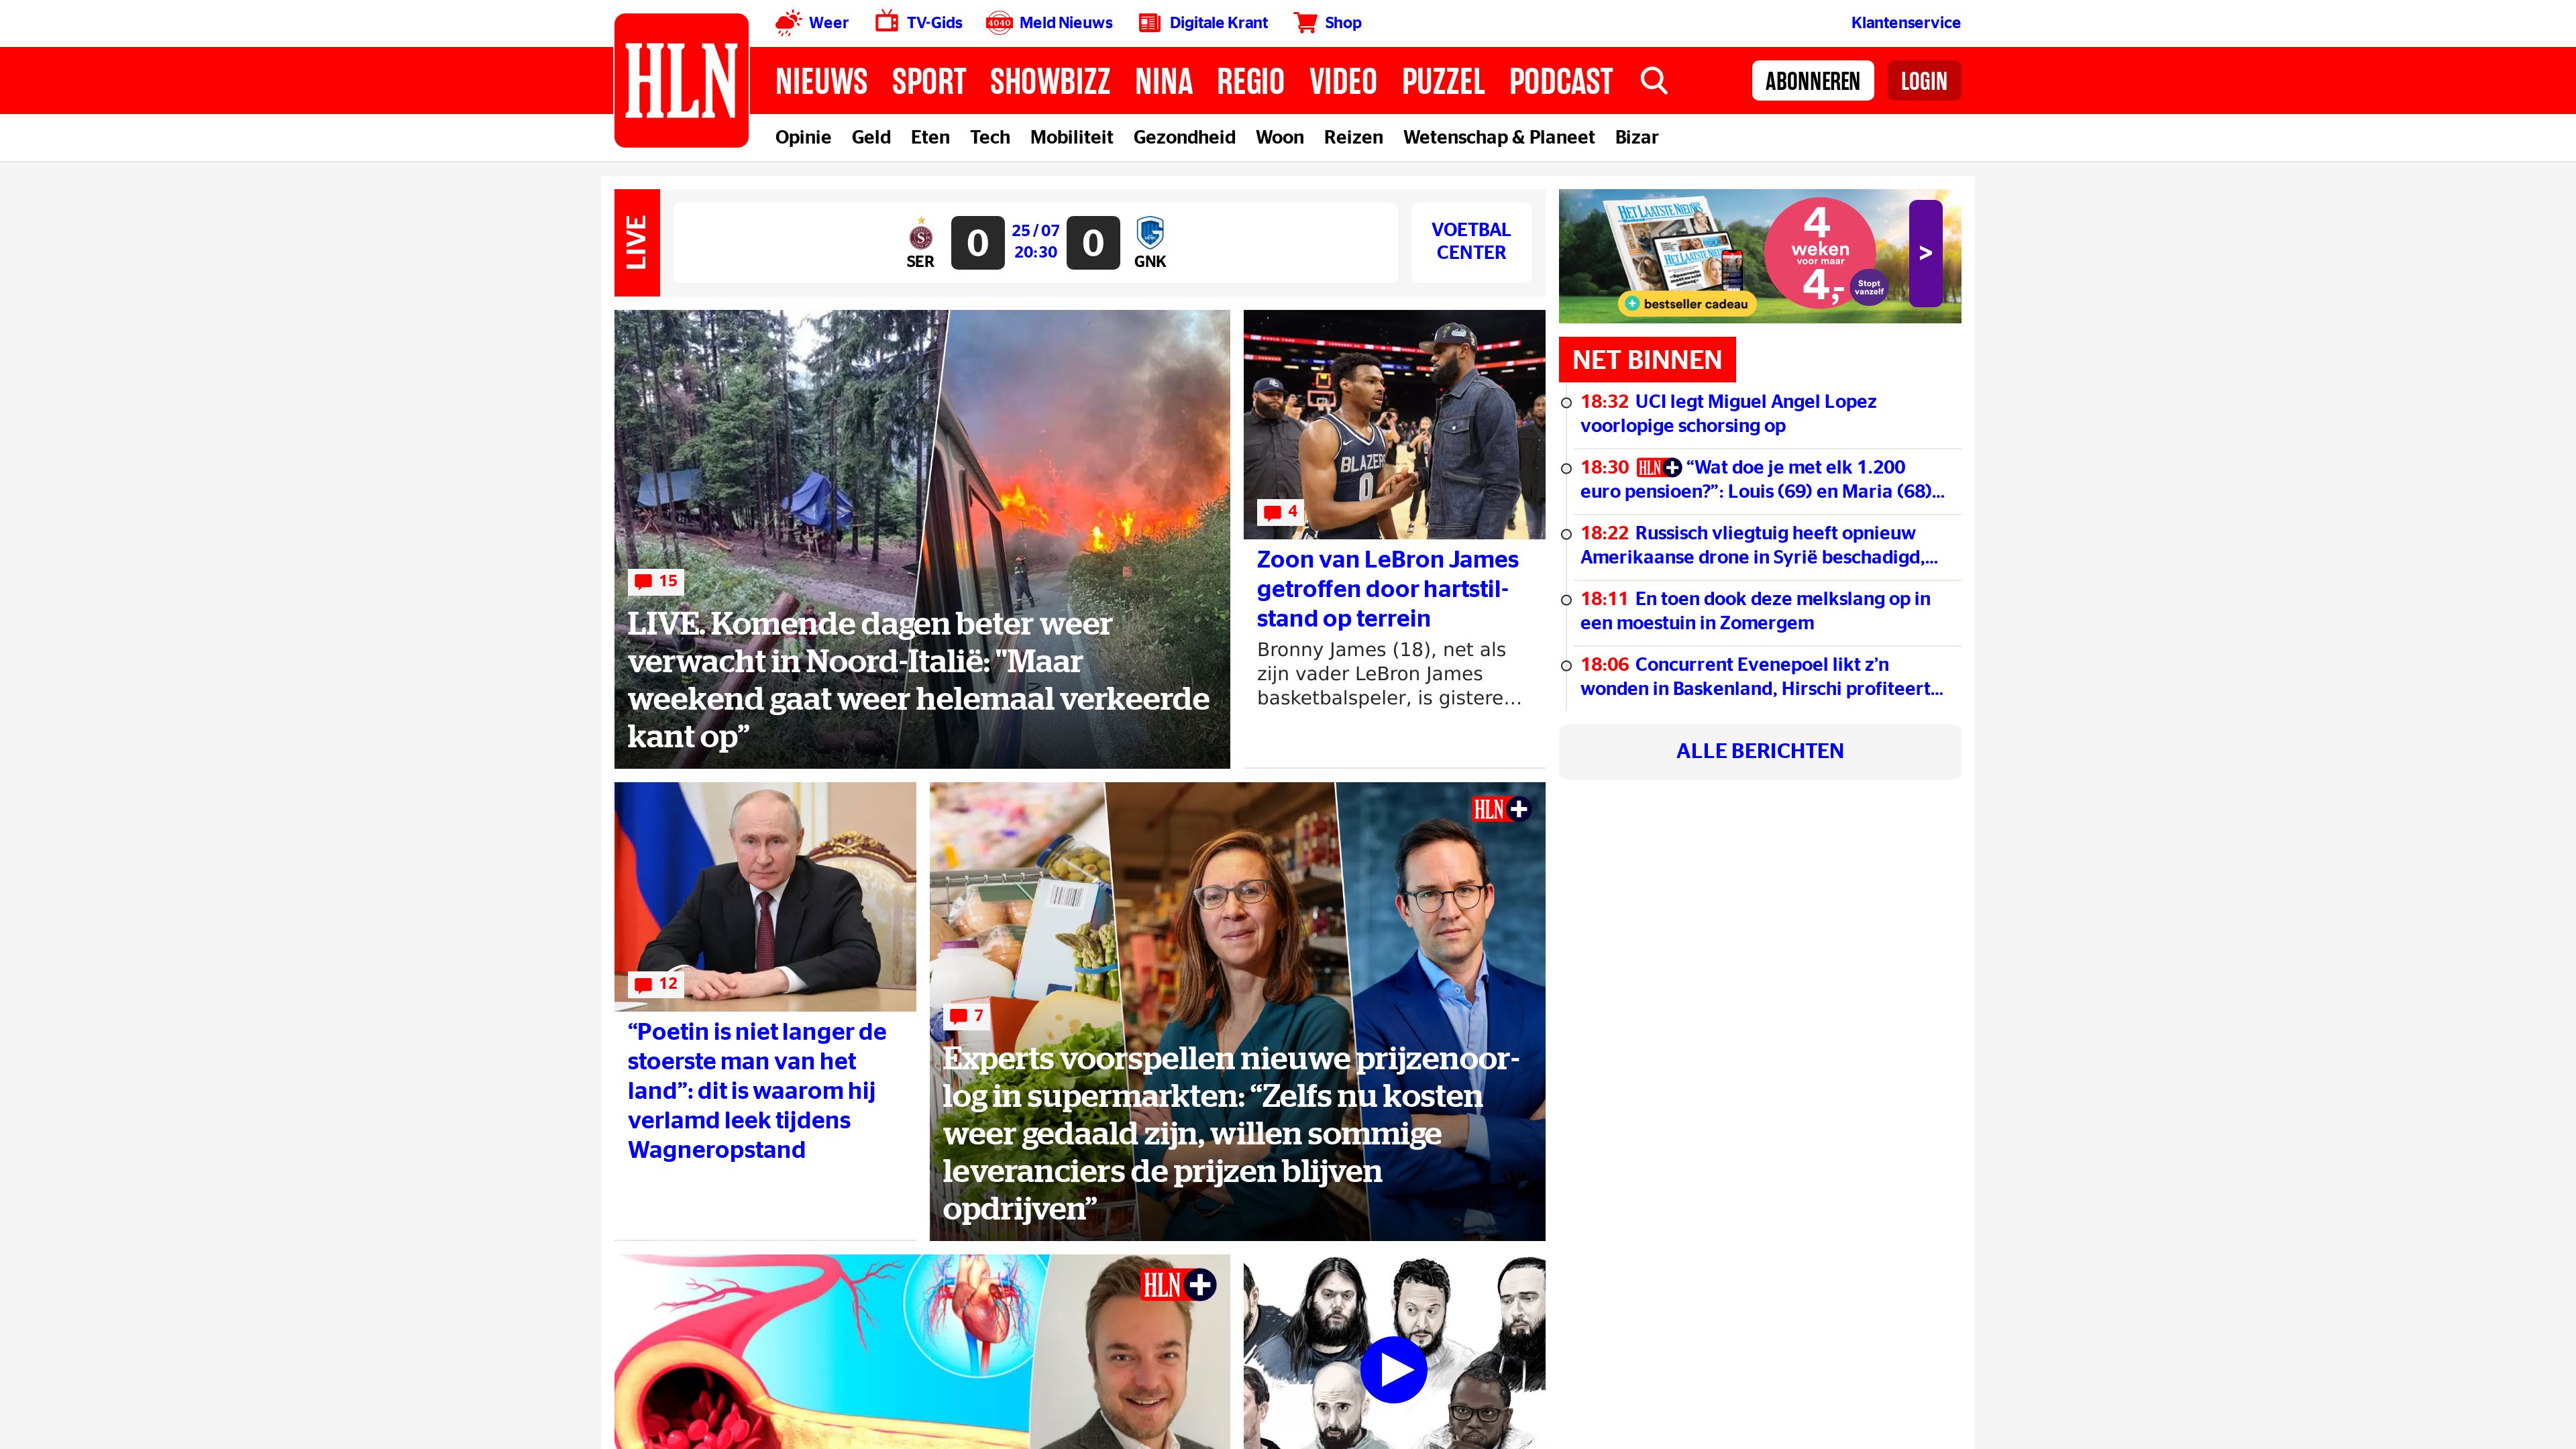 Weer
TV-Gids
4040
Meld Nieuws
Digitale Krant
Shop
Klantenservice
HLN
NIEUWS
SPORT
SHOWBIZZ
NINA
REGIO
VIDEO
PUZZEL
PODCAST
ABONNEREN
LOGIN
Opinie
Geld
Eten
Tech
Mobiliteit
Gezondheid
Woon
Reizen
Wetenschap & Planeet
Bizar
LIVE
SER
0
25/07
20:30
0
GNK
VOETBAL
CENTER
HET LAATSTE NIEUWS
HET LAATSTE NIEUWS
4
weken
voor maar
4,-
Stopt
vanzelf
+ bestseller cadeau
>
15
LIVE. Komende dagen beter weer
verwacht in Noord-Italië: "Maar
weekend gaat weer helemaal verkeerde
kant op”
BLAZERS
0
4
Zoon van LeBron James
getroffen door hartstil-
stand op terrein
Bronny James (18), net als
zijn vader LeBron James
basketbalspeler, is gistere…
NET BINNEN
18:32 UCI legt Miguel Angel Lopez
voorlopige schorsing op
18:30 HLN+ “Wat doe je met elk 1.200
euro pensioen?”: Louis (69) en Maria (68)...
18:22 Russisch vliegtuig heeft opnieuw
Amerikaanse drone in Syrië beschadigd,...
18:11 En toen dook deze melkslang op in
een moestuin in Zomergem
18:06 Concurrent Evenepoel likt z’n
wonden in Baskenland, Hirschi profiteert...
ALLE BERICHTEN
12
“Poetin is niet langer de
stoerste man van het
land”: dit is waarom hij
verlamd leek tijdens
Wagneropstand
HLN+
7
Experts voorspellen nieuwe prijzenoor-
log in supermarkten: “Zelfs nu kosten
weer gedaald zijn, willen sommige
leveranciers de prijzen blijven
opdrijven”
HLN+